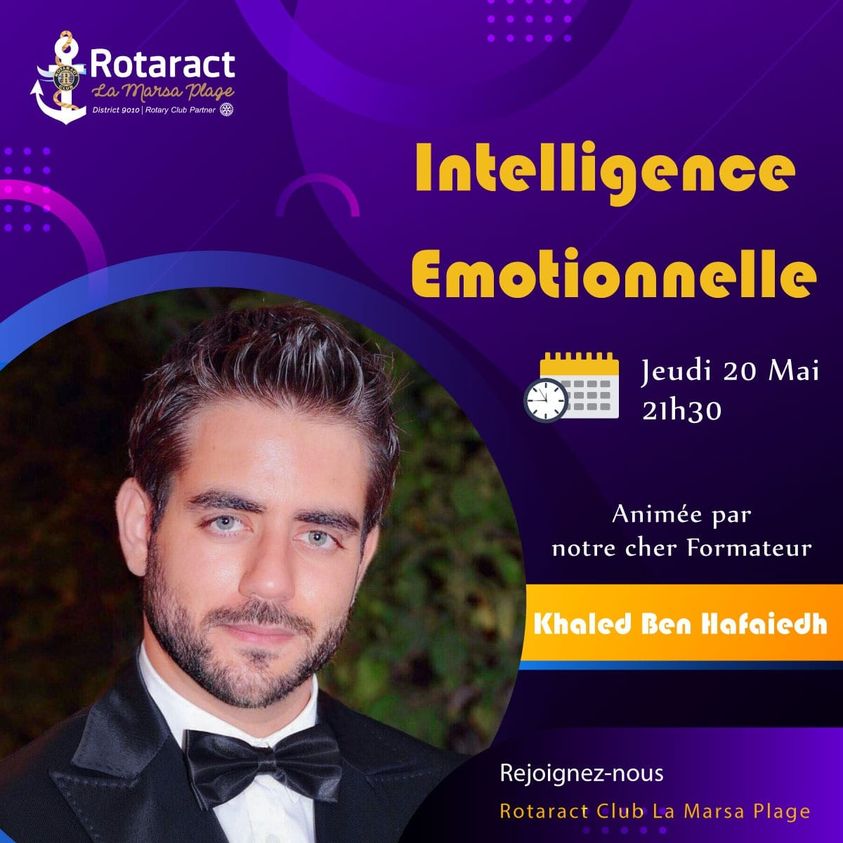 Rotaract
La Marsa Plage
District 9010 | Rotary Club Partner
Intelligence
Emotionnelle
Jeudi 20 Mai
21h30
Animée par
notre cher Formateur
Khaled Ben Hafaiedh
Rejoignez-nous
Rotaract Club La Marsa Plage